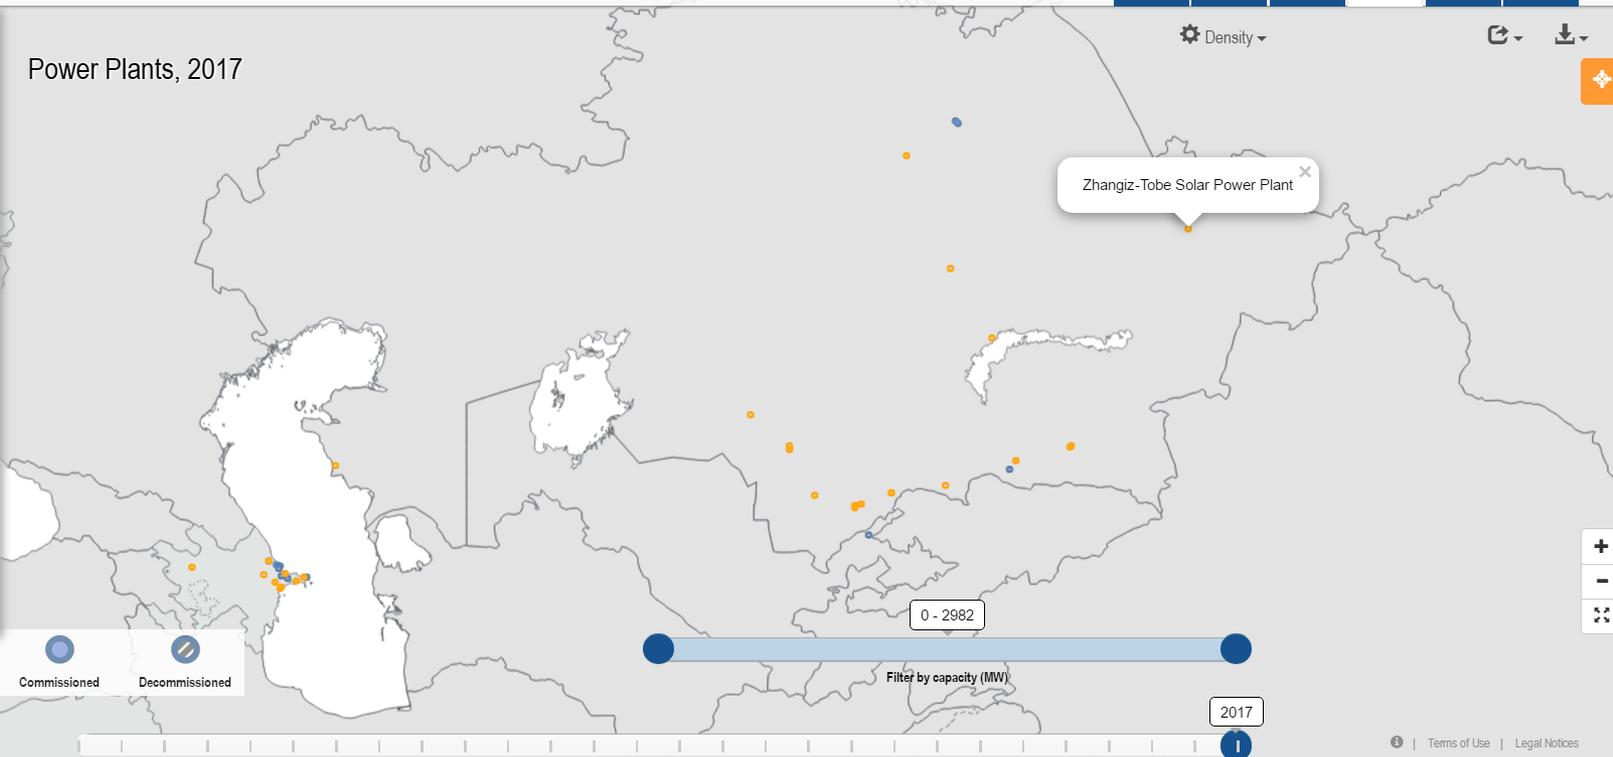 Density
Power Plants, 2017
Zhangiz-Tobe Solar Power Plant
×
0 - 2982
Commissioned
Decommissioned
Filter by capacity (MW)
2017
| Terms of Use | Legal Notices